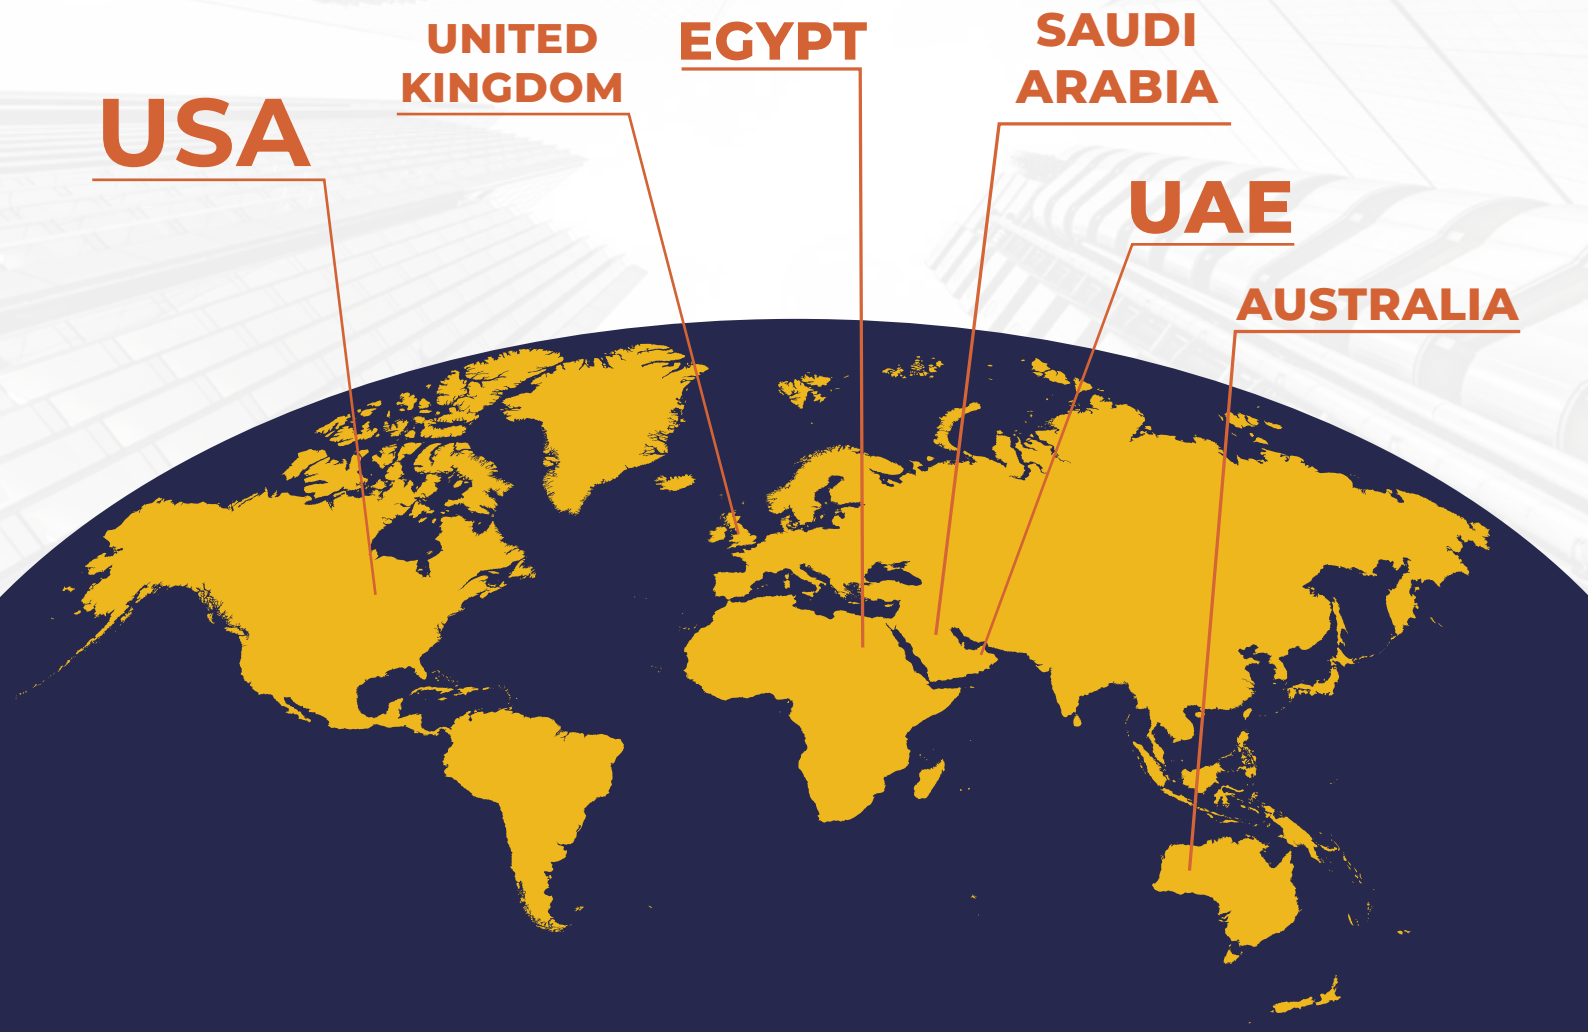 USA
UNITED
KINGDOM
EGYPT
SAUDI
ARABIA
UAE
AUSTRALIA